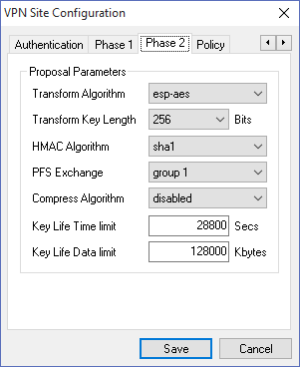 VPN Site Configuration
Authentication Phase 1 Phase 2 Policy
Proposal Parameters
Transform Algorithm esp-aes
Transform Key Length 256 Bits
HMAC Algorithm sha1
PFS Exchange group 1
Compress Algorithm disabled
Key Life Time limit 28800 Secs
Key Life Data limit 128000 Kbytes
Save Cancel